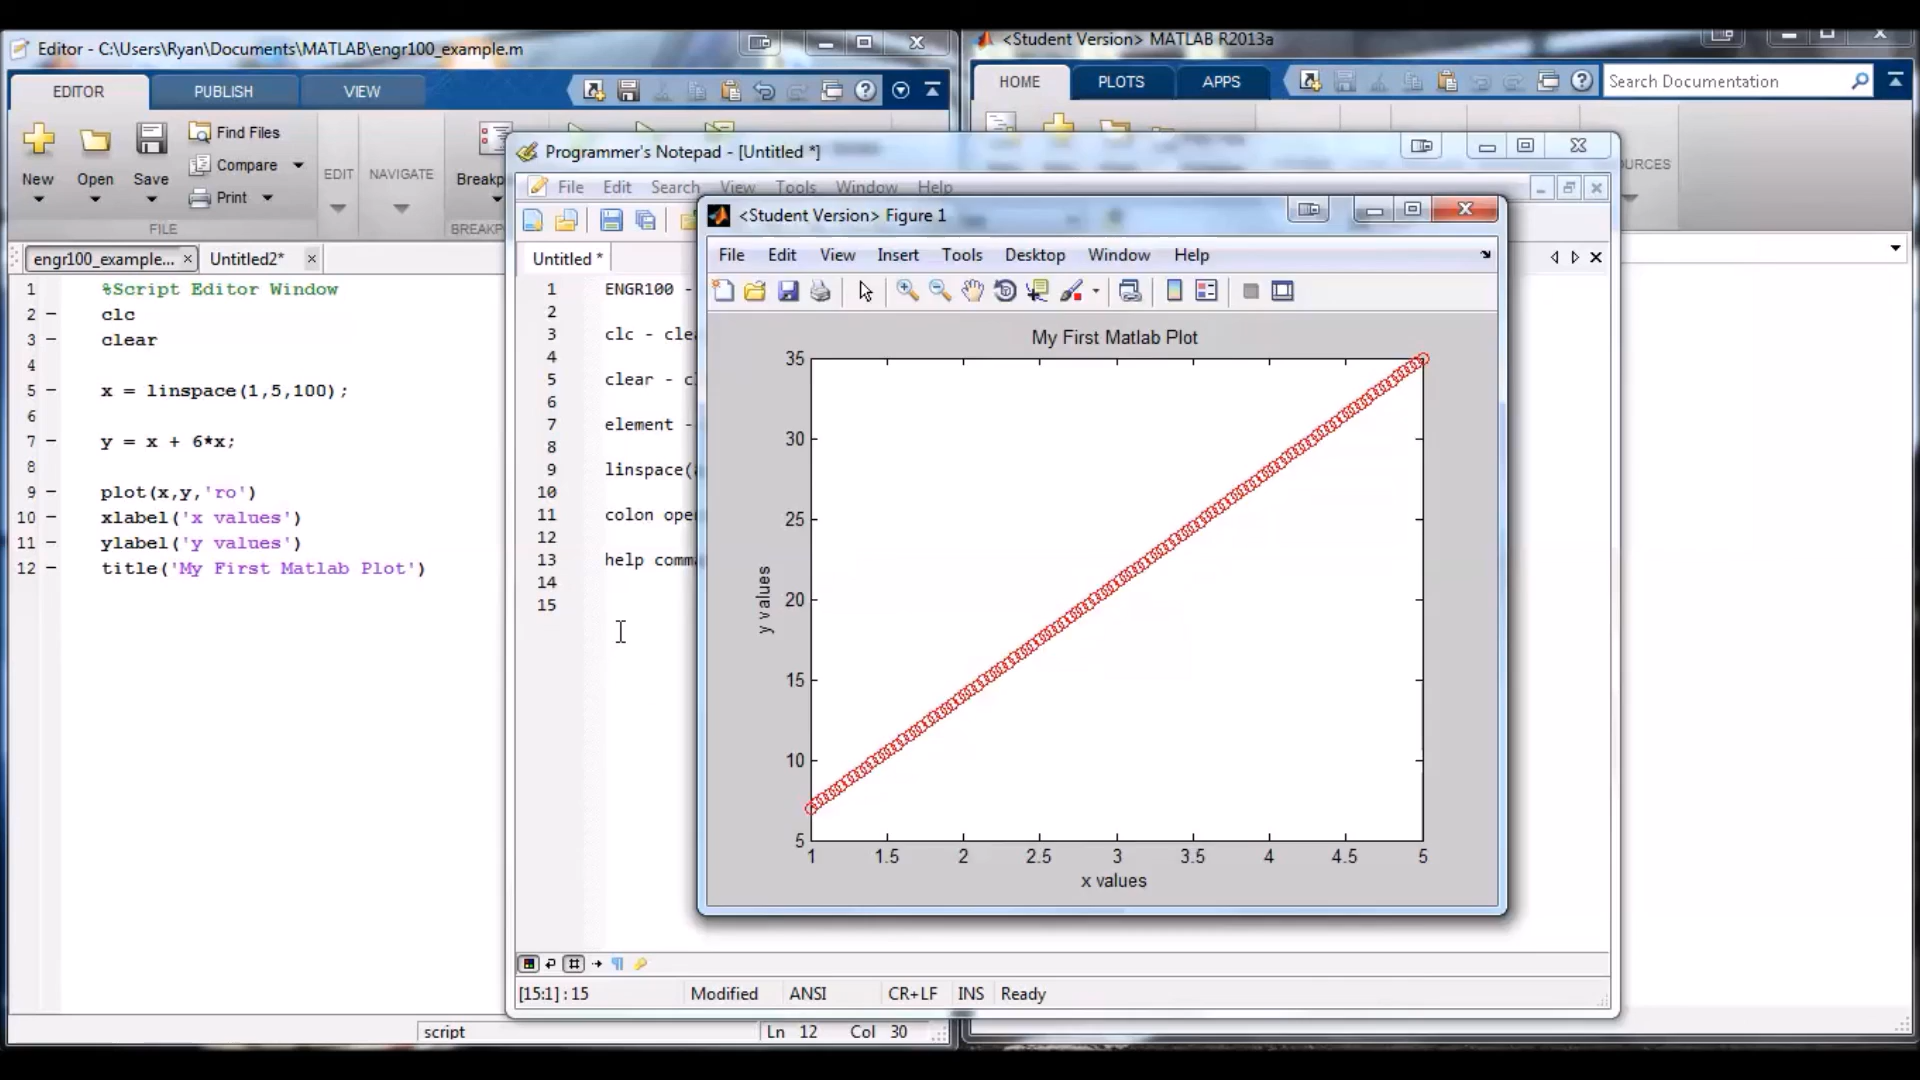 Editor - C:\Users\Ryan\Documents\MATLAB\engr100_example.m
EDITOR PUBLISH VIEW
Find Files
Compare
Print
New Open Save
EDIT NAVIGATE
FILE
engr100_example... Untitled2*
1 %Script Editor Window
2 clc
3 clear
4
5 x = linspace(1,5,100);
6
7 y = x + 6*x;
8
9 plot(x,y,'ro')
10 xlabel('x values')
11 ylabel('y values')
12 title('My First Matlab Plot')
script Ln 12 Col 30
<Student Version> MATLAB R2013a
HOME PLOTS APPS Search Documentation
Programmer's Notepad - [Untitled *]
File Edit Search View Tools Window Help
Untitled *
1 ENGR100 -
2
3 clc -
4
5 clear -
6
7 element -
8
9 linspace(
10
11 colon
12
13 help
14
15
[15:1] : 15 Modified ANSI CR+LF INS Ready
<Student Version> Figure 1
File Edit View Insert Tools Desktop Window Help
My First Matlab Plot
35
30
25
20
15
10
5
y values
1 1.5 2 2.5 3 3.5 4 4.5 5
x values